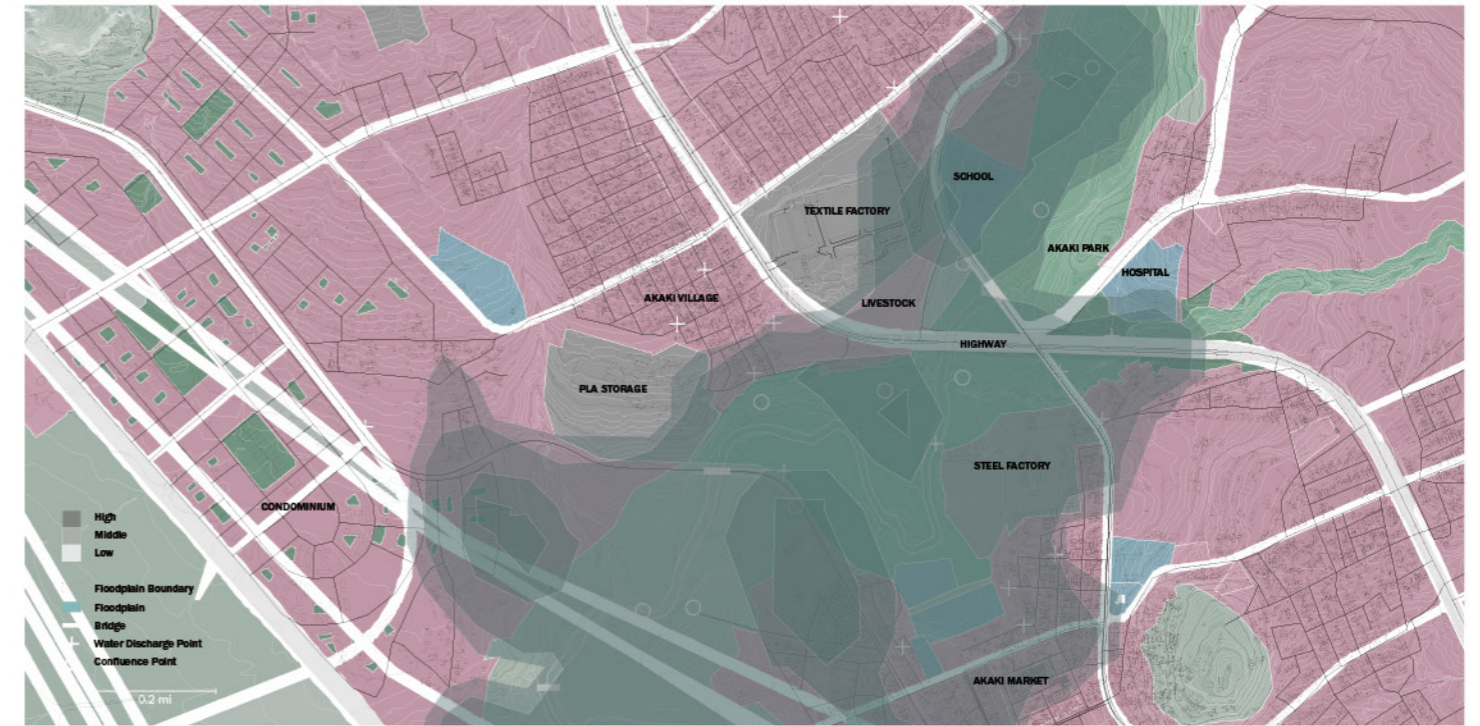 SCHOOL
TEXTILE FACTORY
AKAKI PARK
HOSPITAL
AKAKI VILLAGE
LIVESTOCK
HIGHWAY
PLA STORAGE
STEEL FACTORY
CONDOMINIUM
High
Middle
Low
Floodplain Boundary
Floodplain
Bridge
Water Discharge Point
Confluence Point
AKAKI MARKET
0.2 mi